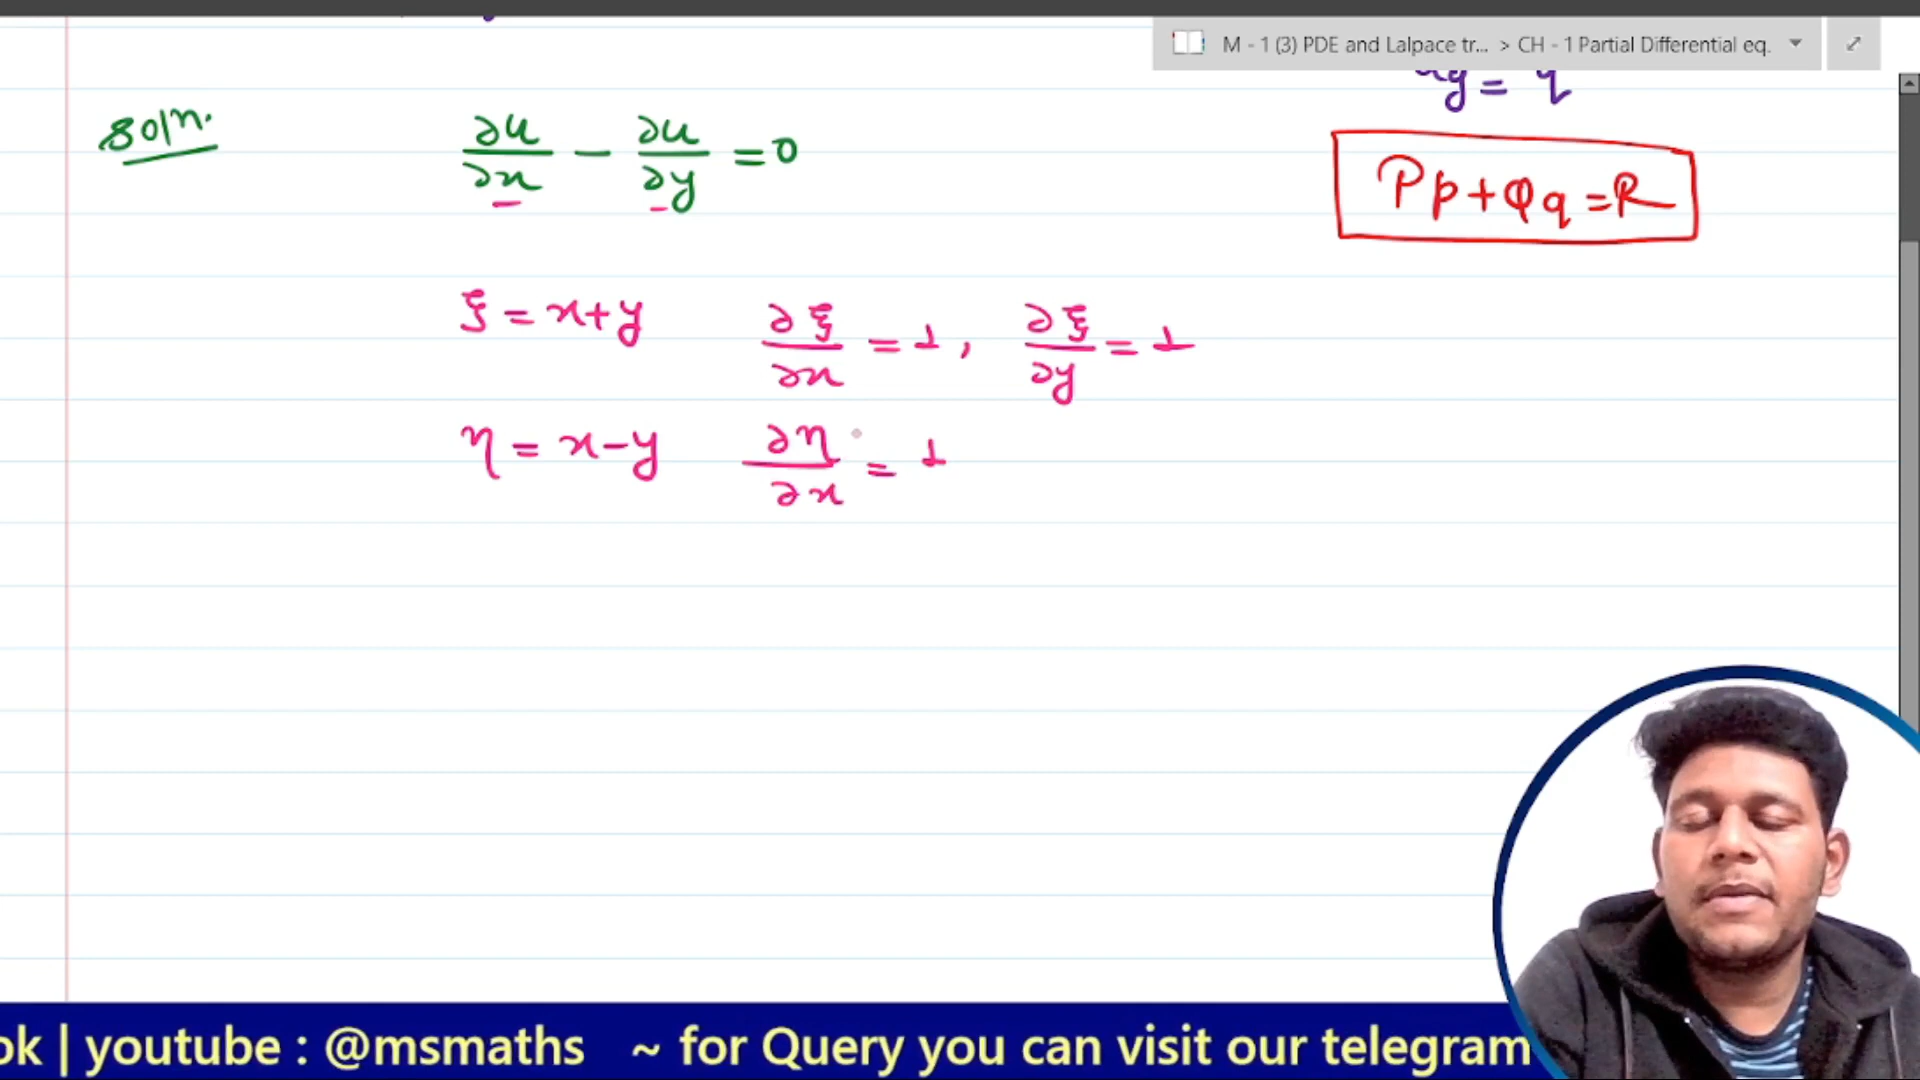 M - 1 (3) PDE and Lalpace tr... > CH - 1 Partial Differential eq.
uy = q
Soln.
∂u/∂x − ∂u/∂y = 0
Pp + Qq = R
ξ = x+y ∂ξ/∂x = 1, ∂ξ/∂y = 1
η = x−y ∂η/∂x = 1
ok | youtube : @msmaths ~ for Query you can visit our telegram